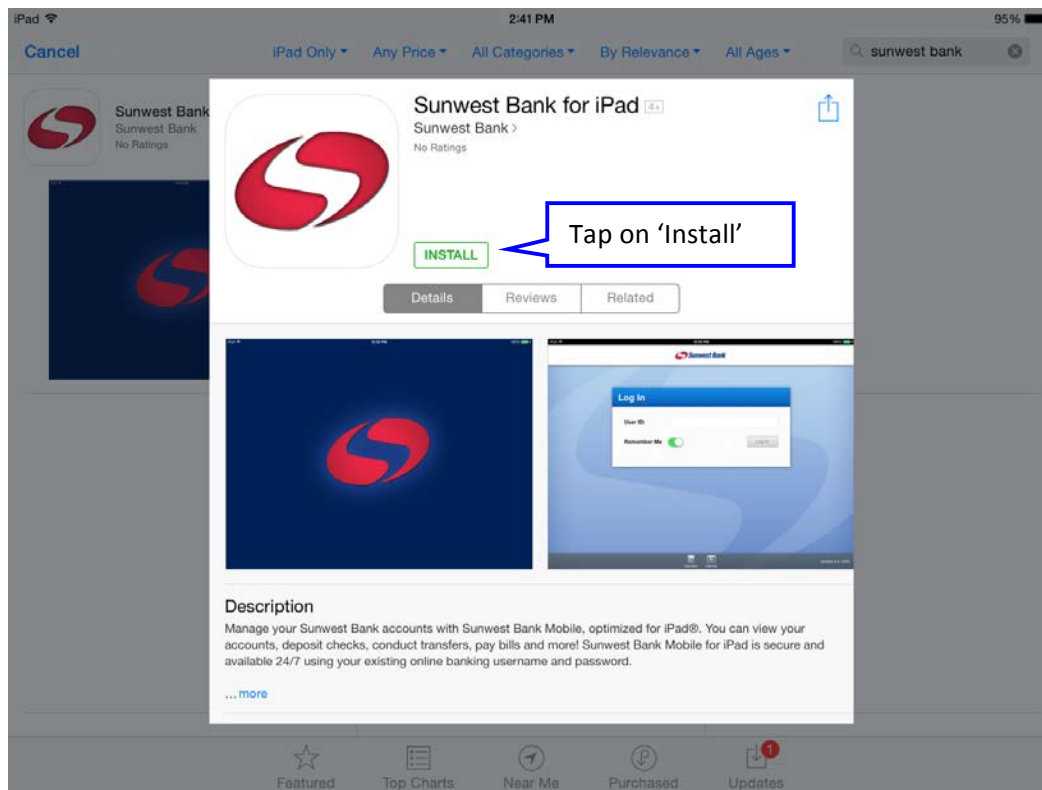 iPad 2:41 PM 95%
Cancel iPad Only Any Price All Categories By Relevance All Ages sunwest bank
Sunwest Bank
Sunwest Bank
No Ratings
Sunwest Bank for iPad 4+
Sunwest Bank >
No Ratings
INSTALL
Tap on ‘Install’
Details Reviews Related
Sunwest Bank
Log In
User ID:
Remember Me
Log In
Description
Manage your Sunwest Bank accounts with Sunwest Bank Mobile, optimized for iPad®. You can view your
accounts, deposit checks, conduct transfers, pay bills and more! Sunwest Bank Mobile for iPad is secure and
available 24/7 using your existing online banking username and password.
...more
1
Featured Top Charts Near Me Purchased Updates